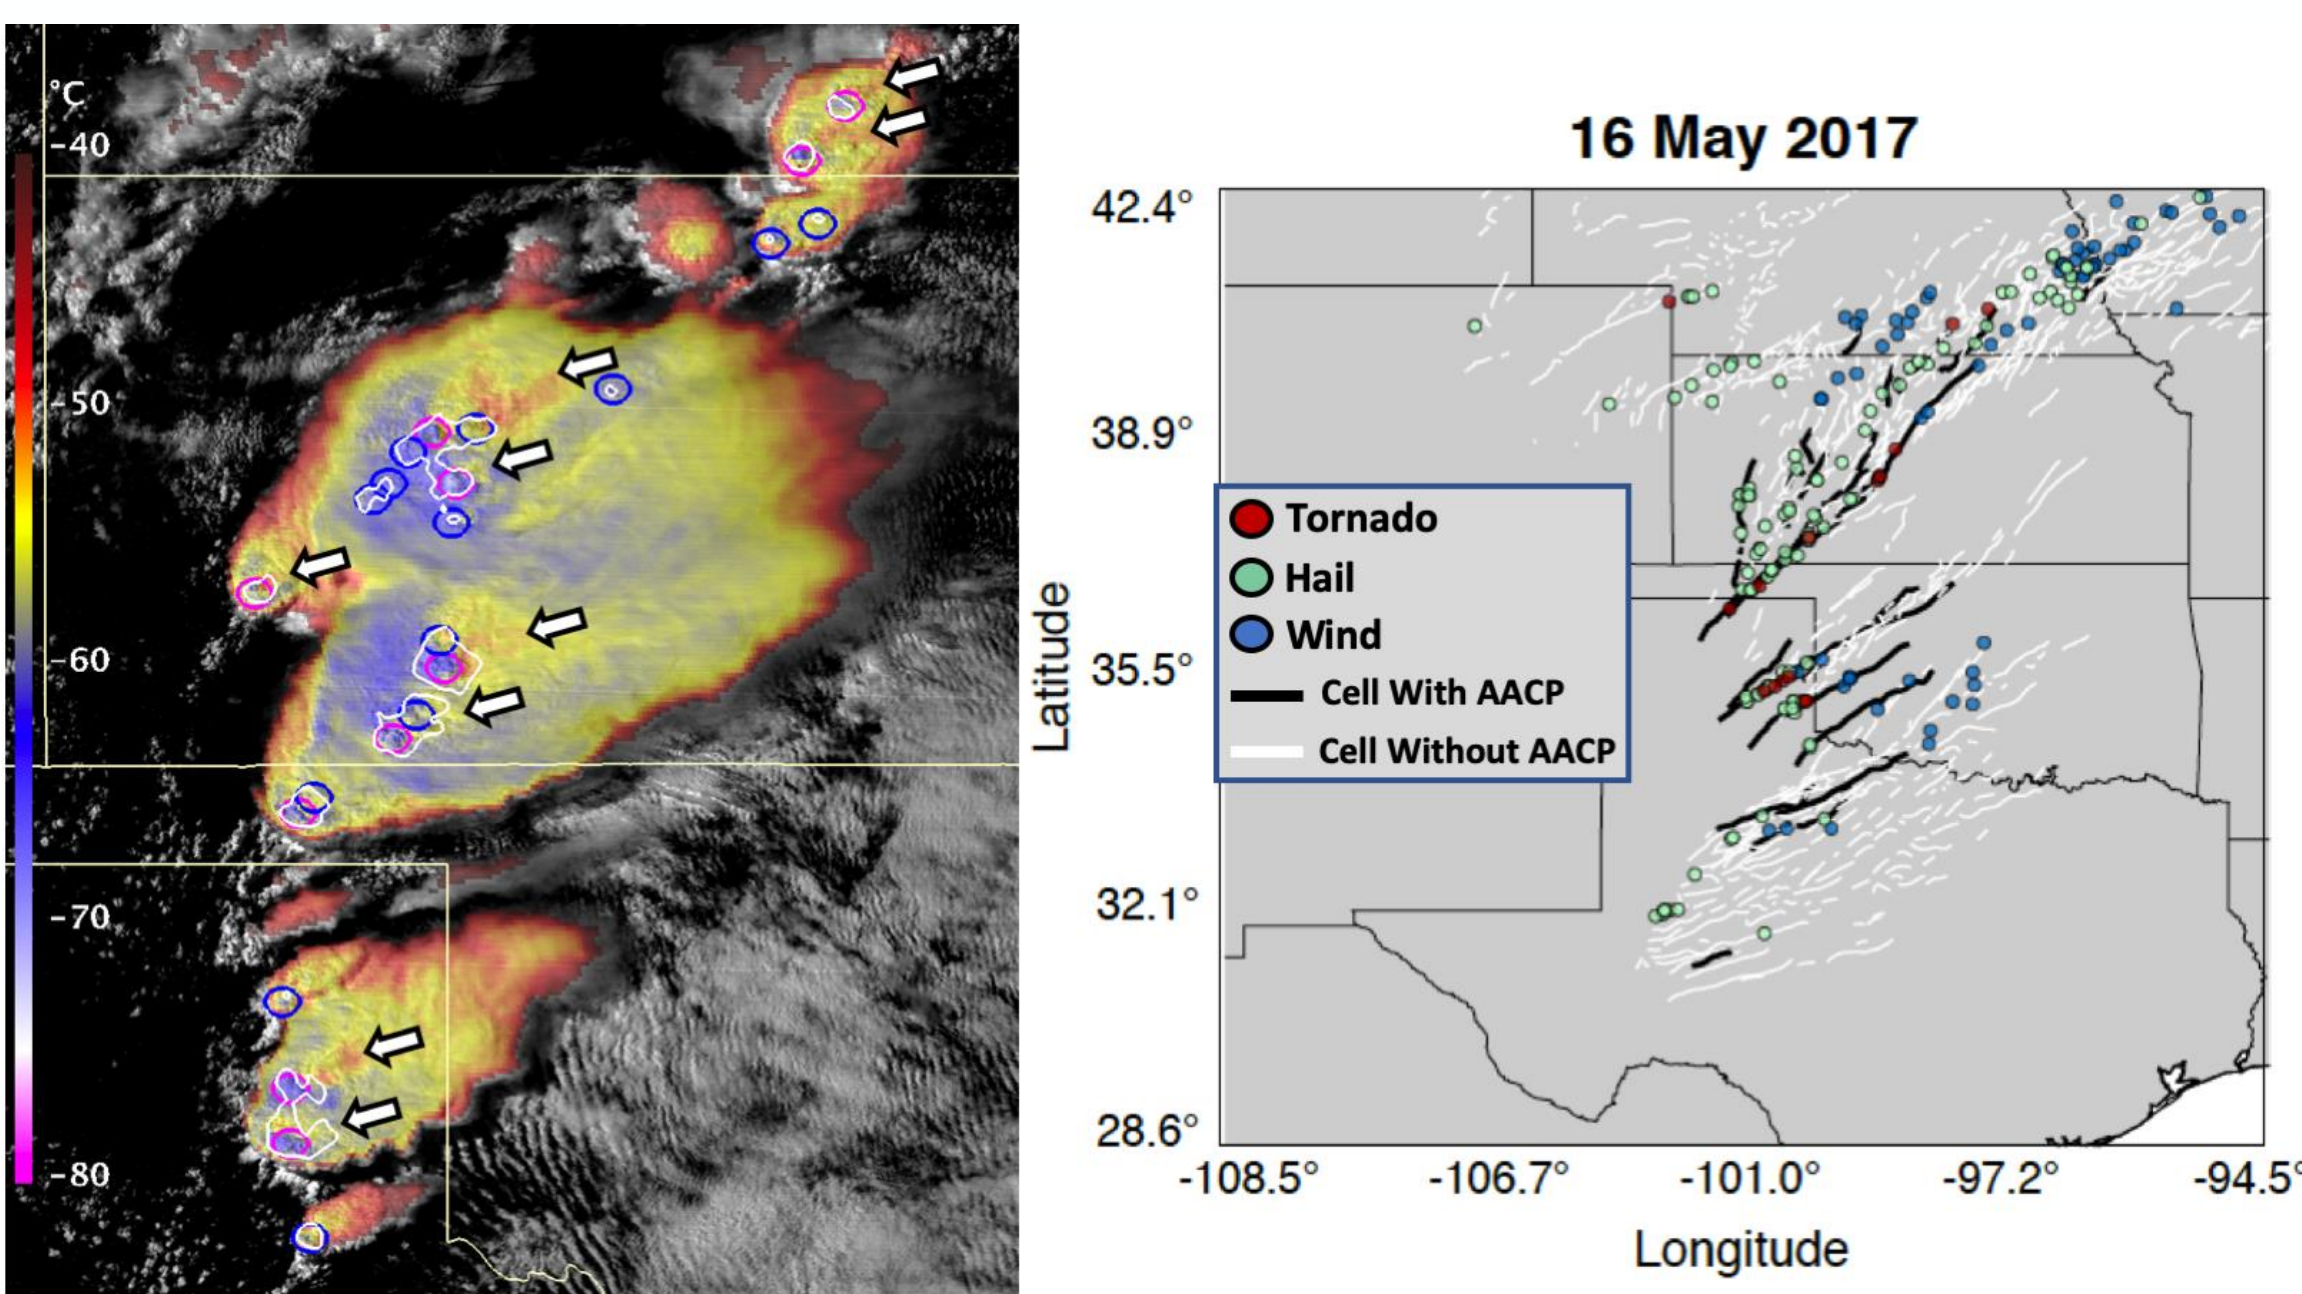 °C
-40
-50
-60
-70
-80
16 May 2017
42.4°
38.9°
35.5°
32.1°
28.6°
Latitude
Tornado
Hail
Wind
Cell With AACP
Cell Without AACP
-108.5°
-106.7°
-101.0°
-97.2°
-94.5°
Longitude